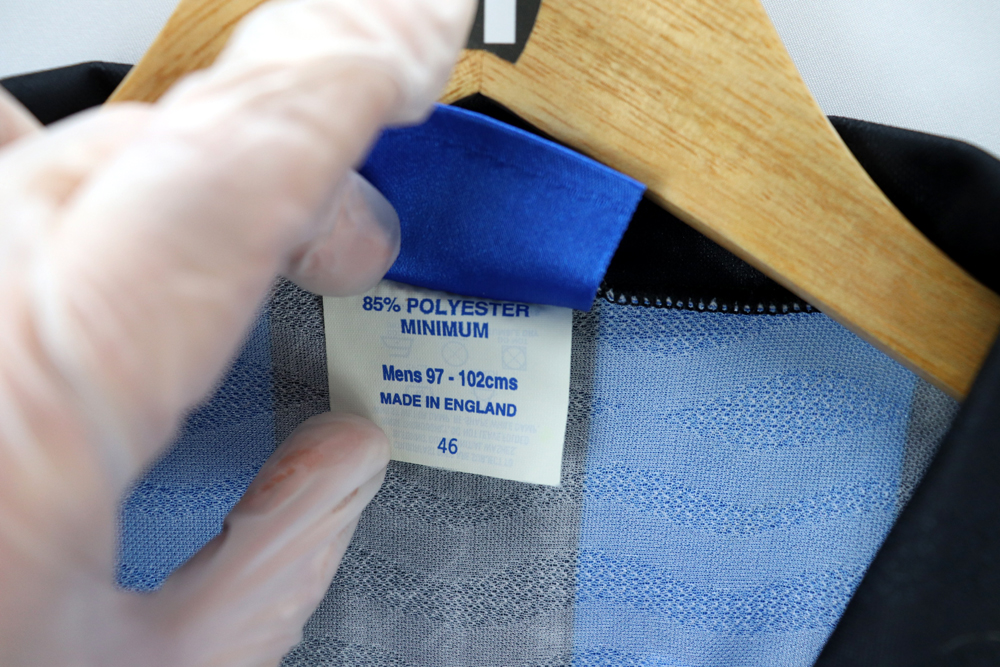 85% POLYESTER
MINIMUM
Mens 97 - 102cms
MADE IN ENGLAND
46